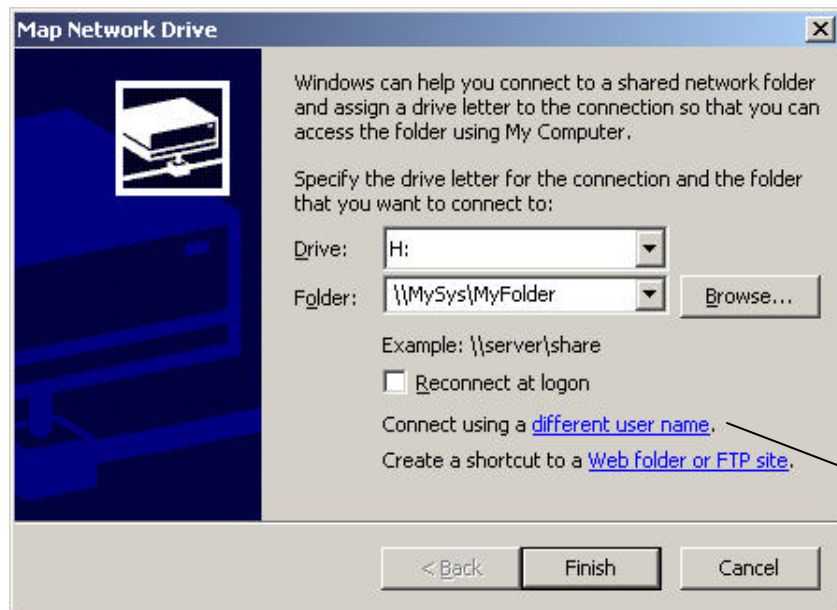 Map Network Drive
Windows can help you connect to a shared network folder
and assign a drive letter to the connection so that you can
access the folder using My Computer.
Specify the drive letter for the connection and the folder
that you want to connect to:
Drive: H:
Folder: \\MySys\MyFolder Browse...
Example: \\server\share
Reconnect at logon
Connect using a different user name.
Create a shortcut to a Web folder or FTP site.
< Back Finish Cancel